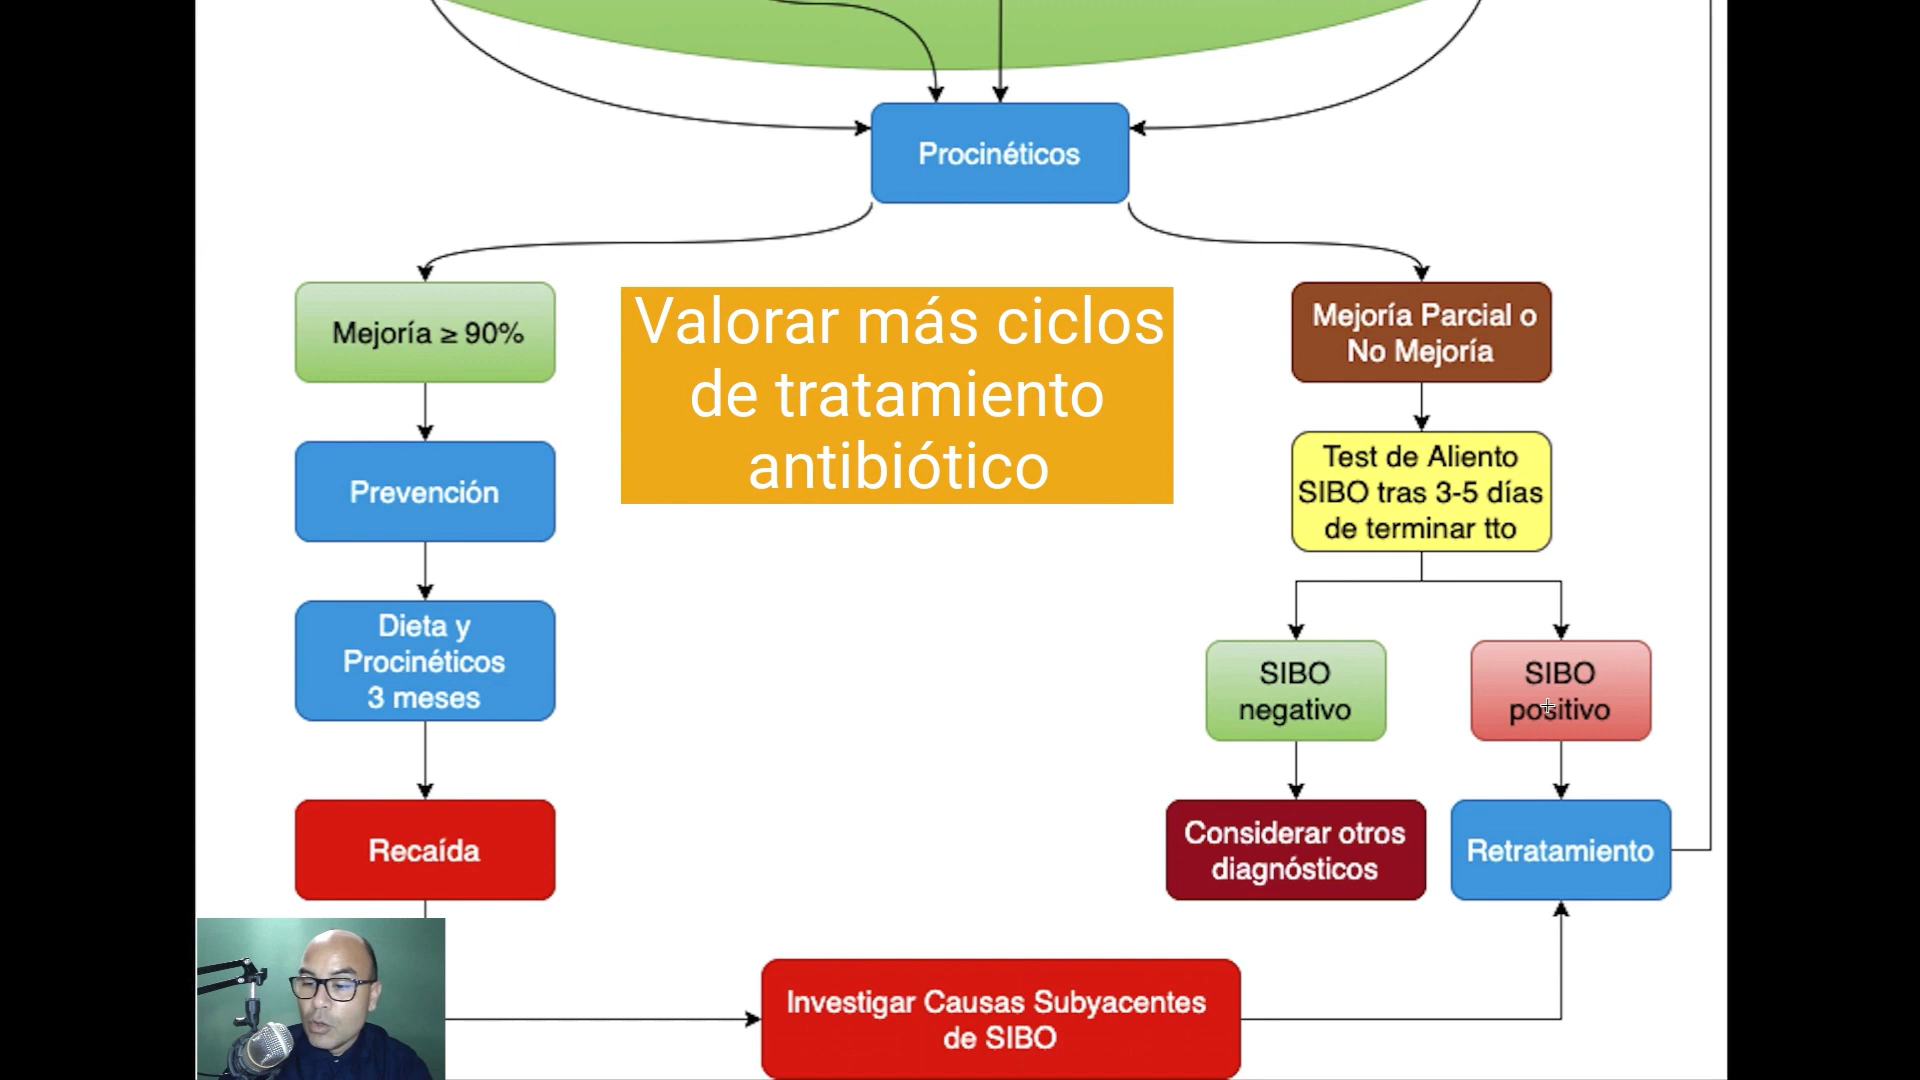 Procinéticos
Mejoría ≥ 90%
Valorar más ciclos
de tratamiento
antibiótico
Mejoría Parcial o
No Mejoría
Prevención
Test de Aliento
SIBO tras 3-5 días
de terminar tto
Dieta y
Procinéticos
3 meses
SIBO
negativo
SIBO
positivo
Recaída
Considerar otros
diagnósticos
Retratamiento
Investigar Causas Subyacentes
de SIBO